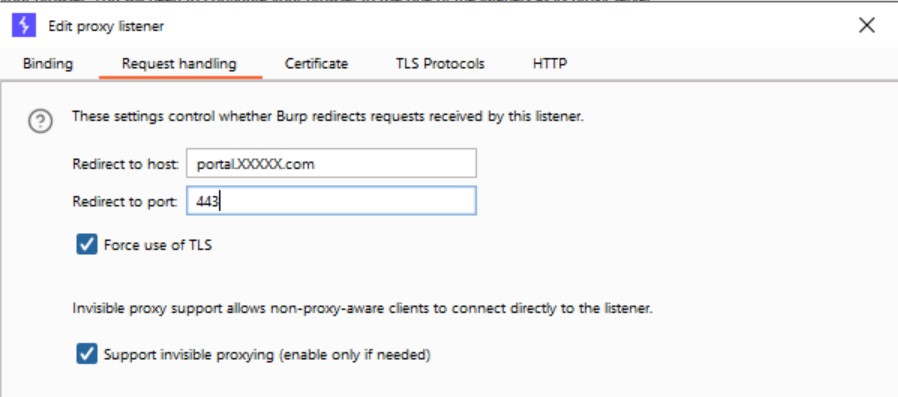 Edit proxy listener
Binding Request handling Certificate TLS Protocols HTTP
These settings control whether Burp redirects requests received by this listener.
Redirect to host: portal.XXXXX.com
Redirect to port: 443
Force use of TLS
Invisible proxy support allows non-proxy-aware clients to connect directly to the listener.
Support invisible proxying (enable only if needed)